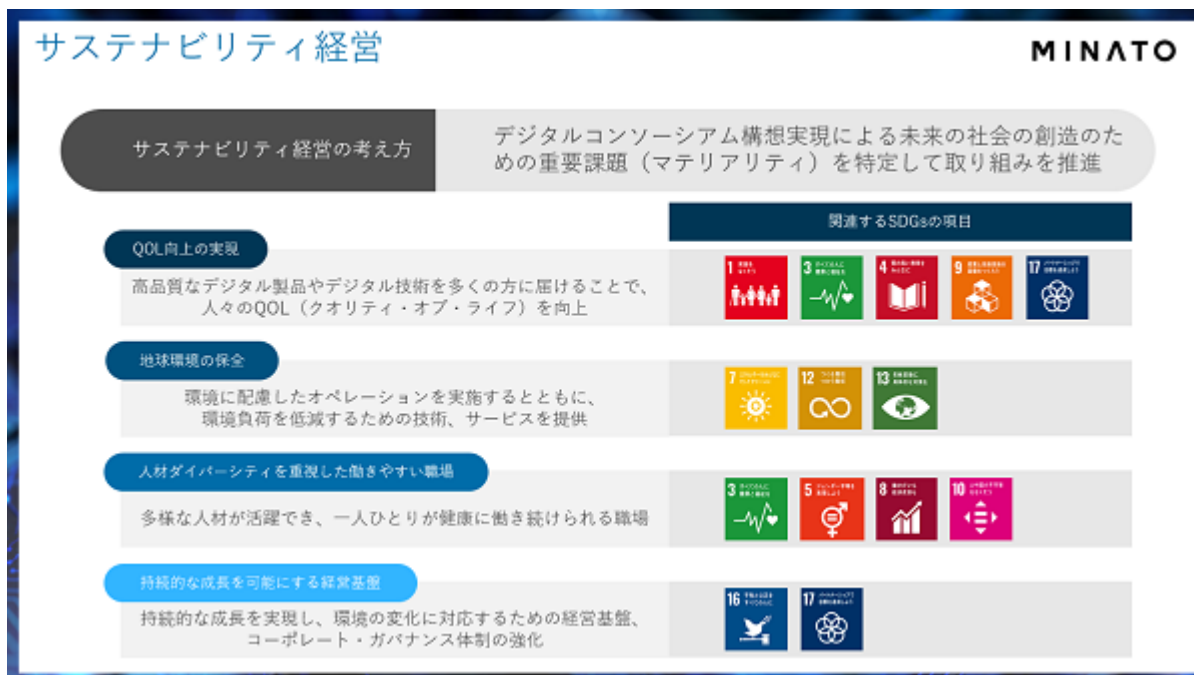 サステナビリティ経営
MINATO
サステナビリティ経営の考え方
デジタルコンソーシアム構想実現による未来の社会の創造のた
めの重要課題（マテリアリティ）を特定して取り組みを推進
関連するSDGsの項目
QOL向上の実現
高品質なデジタル製品やデジタル技術を多くの方に届けることで、
人々のQOL（クオリティ・オブ・ライフ）を向上
1
3
4
9
17
地球環境の保全
環境に配慮したオペレーションを実施するとともに、
環境負荷を低減するための技術、サービスを提供
7
12
13
人材ダイバーシティを重視した働きやすい職場
多様な人材が活躍でき、一人ひとりが健康に働き続けられる職場
3
5
8
10
持続的な成長を可能にする経営基盤
持続的な成長を実現し、環境の変化に対応するための経営基盤、
コーポレート・ガバナンス体制の強化
16
17